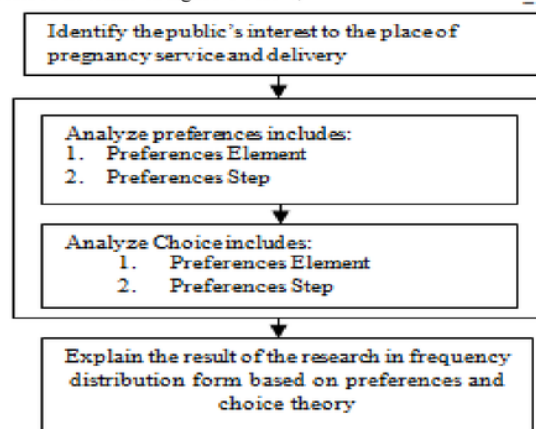 Identify the public's interest to the place of
pregnancy service and delivery
Analyze preferences includes:
1. Preferences Element
2. Preferences Step
Analyze Choice includes:
1. Preferences Element
2. Preferences Step
Explain the result of the research in frequency
distribution form based on preferences and
choice theory